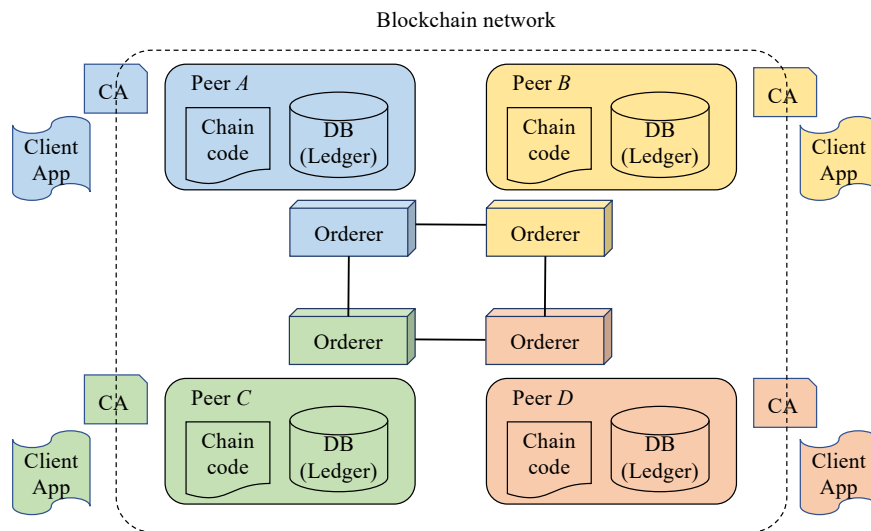 Blockchain network
CA
Peer A
Peer B
CA
Client
App
Chain
code
DB
(Ledger)
Chain
code
DB
(Ledger)
Client
App
Orderer
Orderer
Orderer
Orderer
CA
Peer C
Peer D
CA
Client
App
Chain
code
DB
(Ledger)
Chain
code
DB
(Ledger)
Client
App